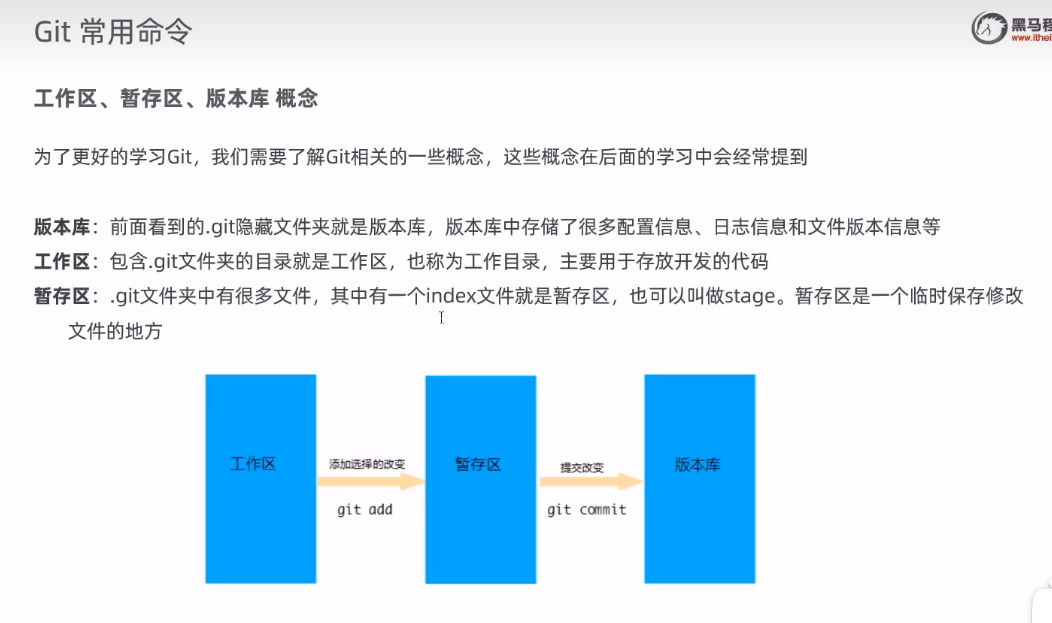 Git 常用命令
黑马程
www.ithei
工作区、暂存区、版本库 概念
为了更好的学习Git，我们需要了解Git相关的一些概念，这些概念在后面的学习中会经常提到
版本库：前面看到的.git隐藏文件夹就是版本库，版本库中存储了很多配置信息、日志信息和文件版本信息等
工作区：包含.git文件夹的目录就是工作区，也称为工作目录，主要用于存放开发的代码
暂存区：.git文件夹中有很多文件，其中有一个index文件就是暂存区，也可以叫做stage。暂存区是一个临时保存修改
文件的地方
工作区
添加选择的改变
git add
暂存区
提交改变
git commit
版本库